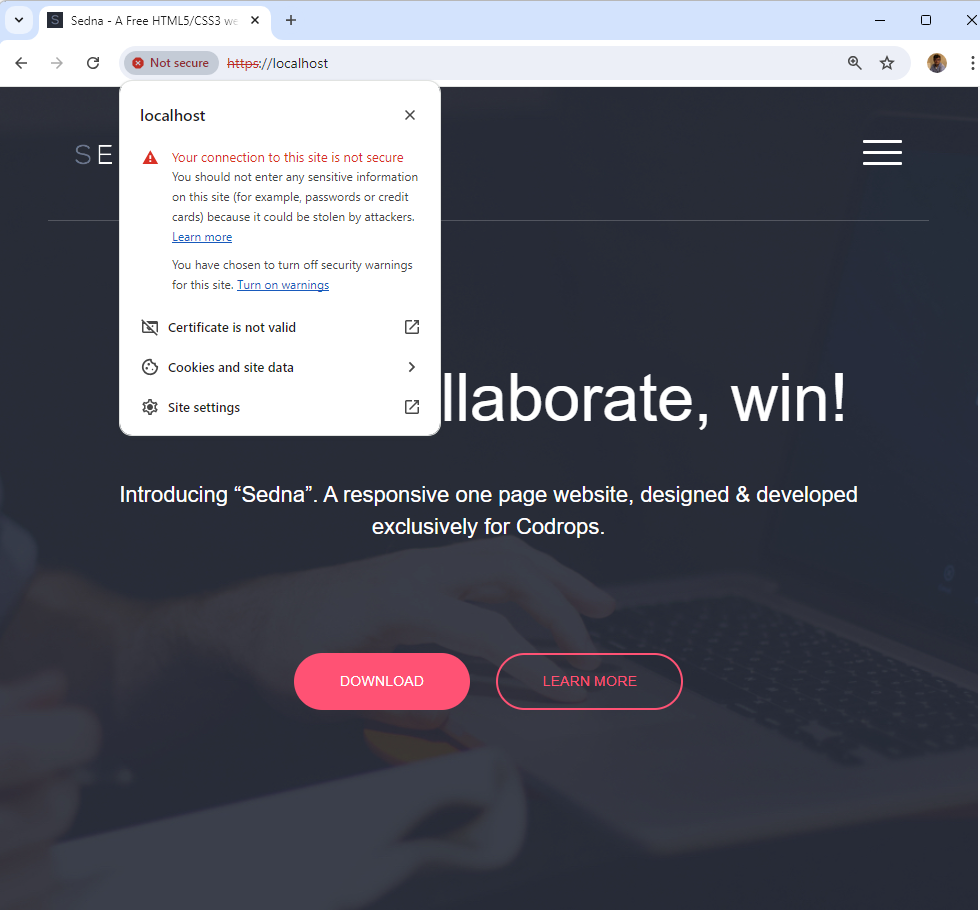 S
Sedna - A Free HTML5/CSS3 we
Not secure
https://localhost
localhost
SE
Your connection to this site is not secure
You should not enter any sensitive information
on this site (for example, passwords or credit
cards) because it could be stolen by attackers.
Learn more
You have chosen to turn off security warnings
for this site. Turn on warnings
Certificate is not valid
Cookies and site data
Site settings
llaborate, win!
Introducing “Sedna”. A responsive one page website, designed & developed
exclusively for Codrops.
DOWNLOAD
LEARN MORE